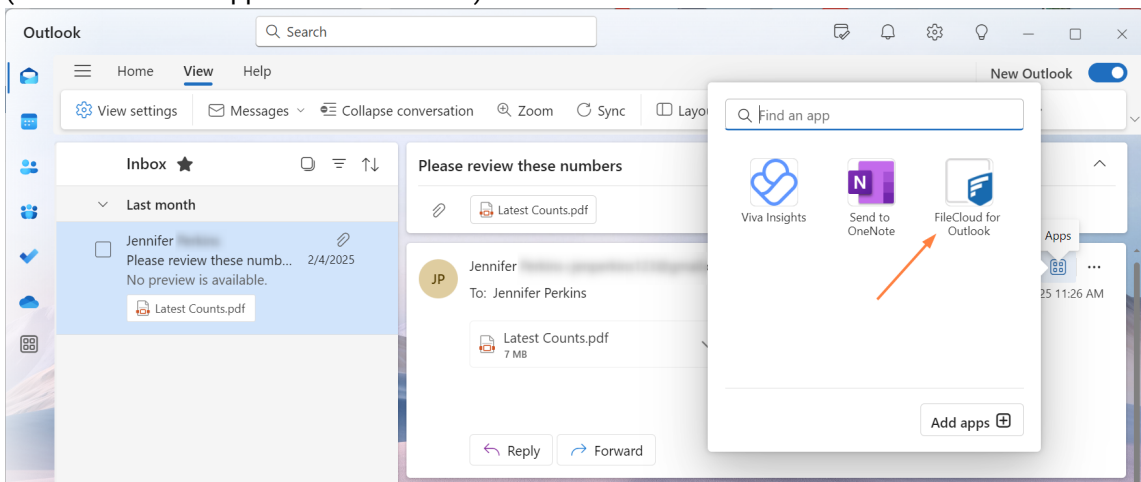 Outlook
Search
Home View Help
New Outlook
View settings Messages Collapse conversation Zoom Sync
Find an app
Inbox
Please review these numbers
Last month
Latest Counts.pdf
Viva Insights
Send to
OneNote
FileCloud for
Outlook
Apps
Jennifer
Please review these numb... 2/4/2025
No preview is available.
Latest Counts.pdf
JP
Jennifer
To: Jennifer Perkins
11:26 AM
Latest Counts.pdf
7 MB
Add apps
Reply Forward